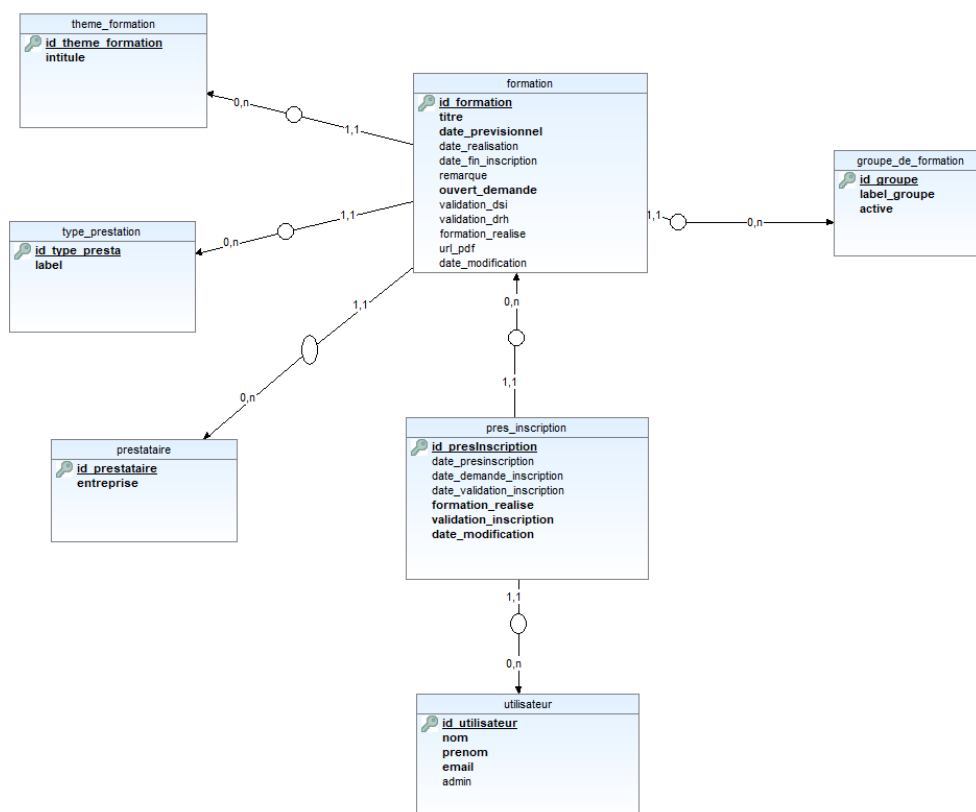 theme_formation
id_theme_formation
intitule
0,n
1,1
formation
id_formation
titre
date_previsionnel
date_realisation
date_fin_inscription
remarque
ouvert_demande
validation_dsi
validation_drh
formation_realise
url_pdf
date_modification
groupe_de_formation
id_groupe
label_groupe
active
1,1
0,n
type_prestation
id_type_presta
label
1,1
0,n
1,1
0,n
prestataire
id_prestataire
entreprise
0,n
1,1
pres_inscription
id_presInscription
date_presinscription
date_demande_inscription
date_validation_inscription
formation_realise
validation_inscription
date_modification
1,1
0,n
utilisateur
id_utilisateur
nom
prenom
email
admin